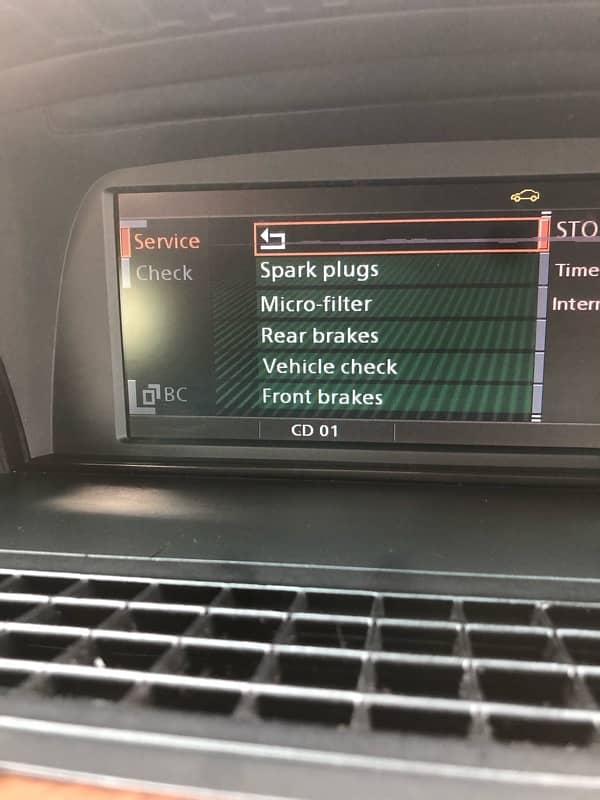 Service
Check
BC
Spark plugs
Micro-filter
Rear brakes
Vehicle check
Front brakes
STO
Time
Intern
CD 01